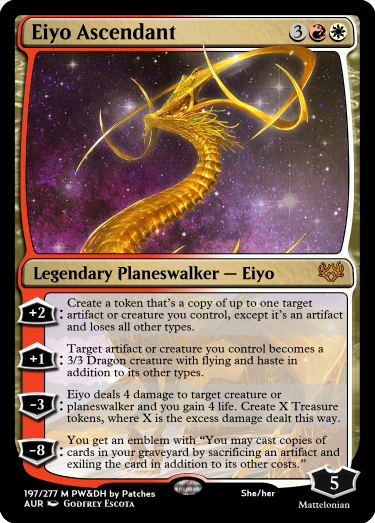 Eiyo Ascendant 3
Legendary Planeswalker — Eiyo
+2: Create a token that's a copy of up to one target
artifact or creature you control, except it's an artifact
and loses all other types.
+1: Target artifact or creature you control becomes a
3/3 Dragon creature with flying and haste in
addition to its other types.
-3: Eiyo deals 4 damage to target creature or
planeswalker and you gain 4 life. Create X Treasure
tokens, where X is the excess damage dealt this way.
-8: You get an emblem with “You may cast copies of
cards in your graveyard by sacrificing an artifact and
exiling the card in addition to its other costs.”
5
197/277 M PW&DH by Patches She/her Mattelonian
AUR Godfrey Escota